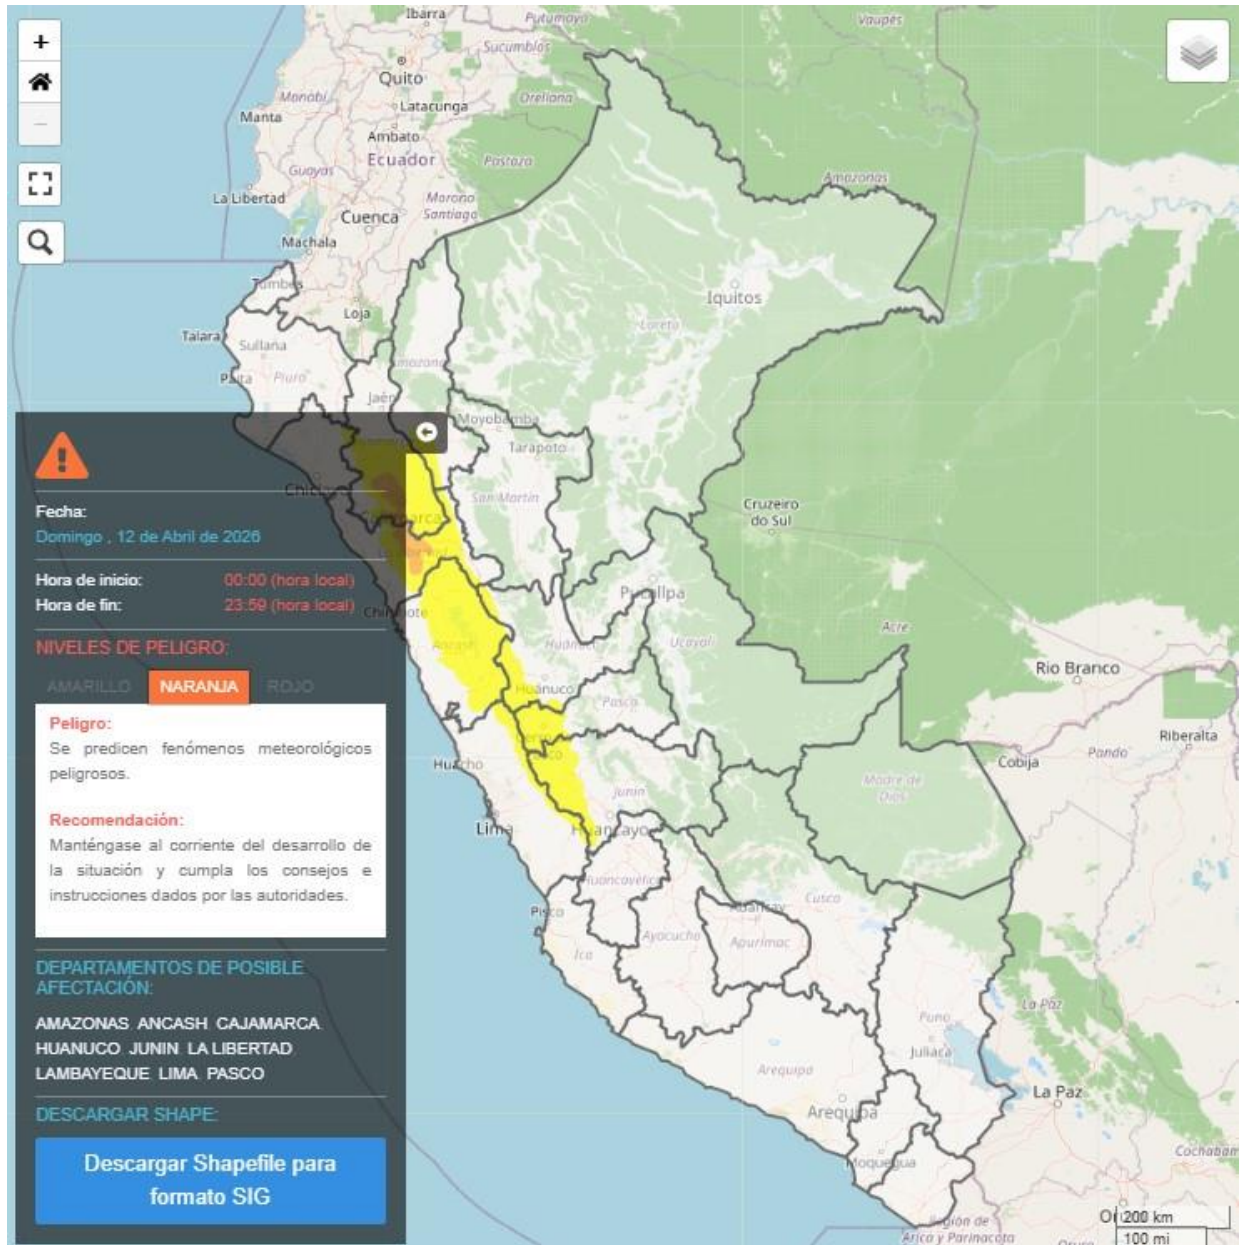 Ibarra
Putumayo
Vaupés
+
Sucumbíos
Quito
Manabí
Latacunga
Orellana
Manta
Ambato
Ecuador
Pastaza
Guayas
Amazonas
La Libertad
Morona
Santiago
Cuenca
Machala
Tumbes
Iquitos
Loja
Loreto
Talara
Sullana
Paita
Piura
Jaén
Moyobamba
Tarapoto
San Martín
Cruzeiro
do Sul
Fecha:
Domingo , 12 de Abril de 2026
Hora de inicio: 00:00 (hora local)
Hora de fin: 23:59 (hora local)
Pucallpa
Acre
NIVELES DE PELIGRO:
Ancash
Huánuco
Ucayali
AMARILLO NARANJA ROJO
Rio Branco
Huánuco
Pasco
Peligro:
Se predicen fenómenos meteorológicos
peligrosos.
Riberalta
Pando
Cobija
Huacho
Madre de
Dios
Junín
Recomendación:
Manténgase al corriente del desarrollo de
la situación y cumpla los consejos e
instrucciones dados por las autoridades.
Lima
Huancayo
Huancavelica
Cusco
Abancay
Pisco
Ayacucho
Apurímac
Ica
DEPARTAMENTOS DE POSIBLE
AFECTACIÓN:
AMAZONAS ANCASH CAJAMARCA
HUANUCO JUNIN LA LIBERTAD
LAMBAYEQUE LIMA PASCO
La Paz
Puno
Juliaca
Arequipa
La Paz
Arequipa
DESCARGAR SHAPE:
Descargar Shapefile para
formato SIG
Moquegua
Región de
Arica y Parinacota
200 km
100 mi